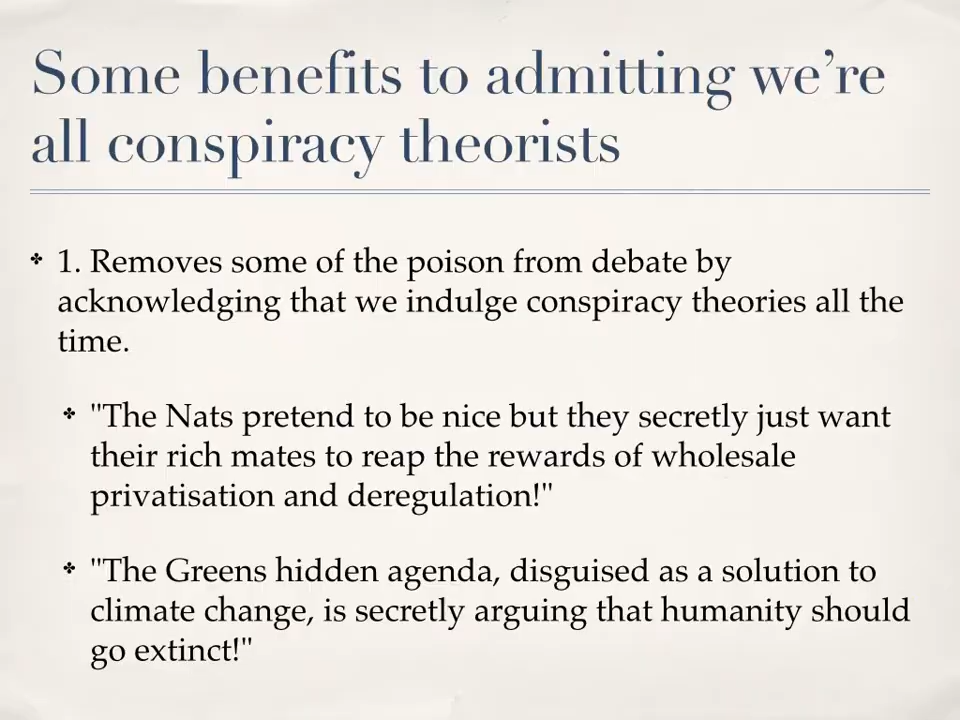 Some benefits to admitting we’re
all conspiracy theorists
1. Removes some of the poison from debate by
acknowledging that we indulge conspiracy theories all the
time.
"The Nats pretend to be nice but they secretly just want
their rich mates to reap the rewards of wholesale
privatisation and deregulation!"
"The Greens hidden agenda, disguised as a solution to
climate change, is secretly arguing that humanity should
go extinct!"